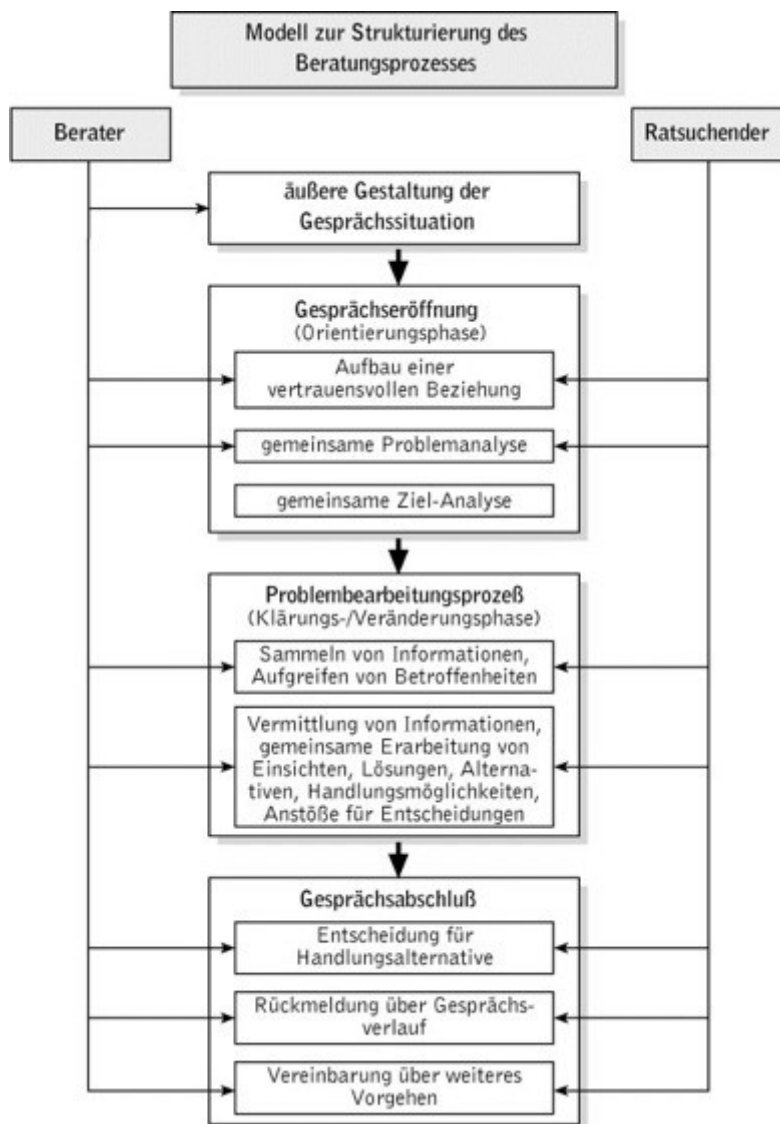 Modell zur Strukturierung des
Beratungsprozesses
Berater
Ratsuchender
äußere Gestaltung der
Gesprächssituation
Gesprächseröffnung
(Orientierungsphase)
Aufbau einer
vertrauensvollen Beziehung
gemeinsame Problemanalyse
gemeinsame Ziel-Analyse
Problembearbeitungsprozeß
(Klärungs-/Veränderungsphase)
Sammeln von Informationen,
Aufgreifen von Betroffenheiten
Vermittlung von Informationen,
gemeinsame Erarbeitung von
Einsichten, Lösungen, Alterna-
tiven, Handlungsmöglichkeiten,
Anstöße für Entscheidungen
Gesprächsabschluß
Entscheidung für
Handlungsalternative
Rückmeldung über Gesprächs-
verlauf
Vereinbarung über weiteres
Vorgehen